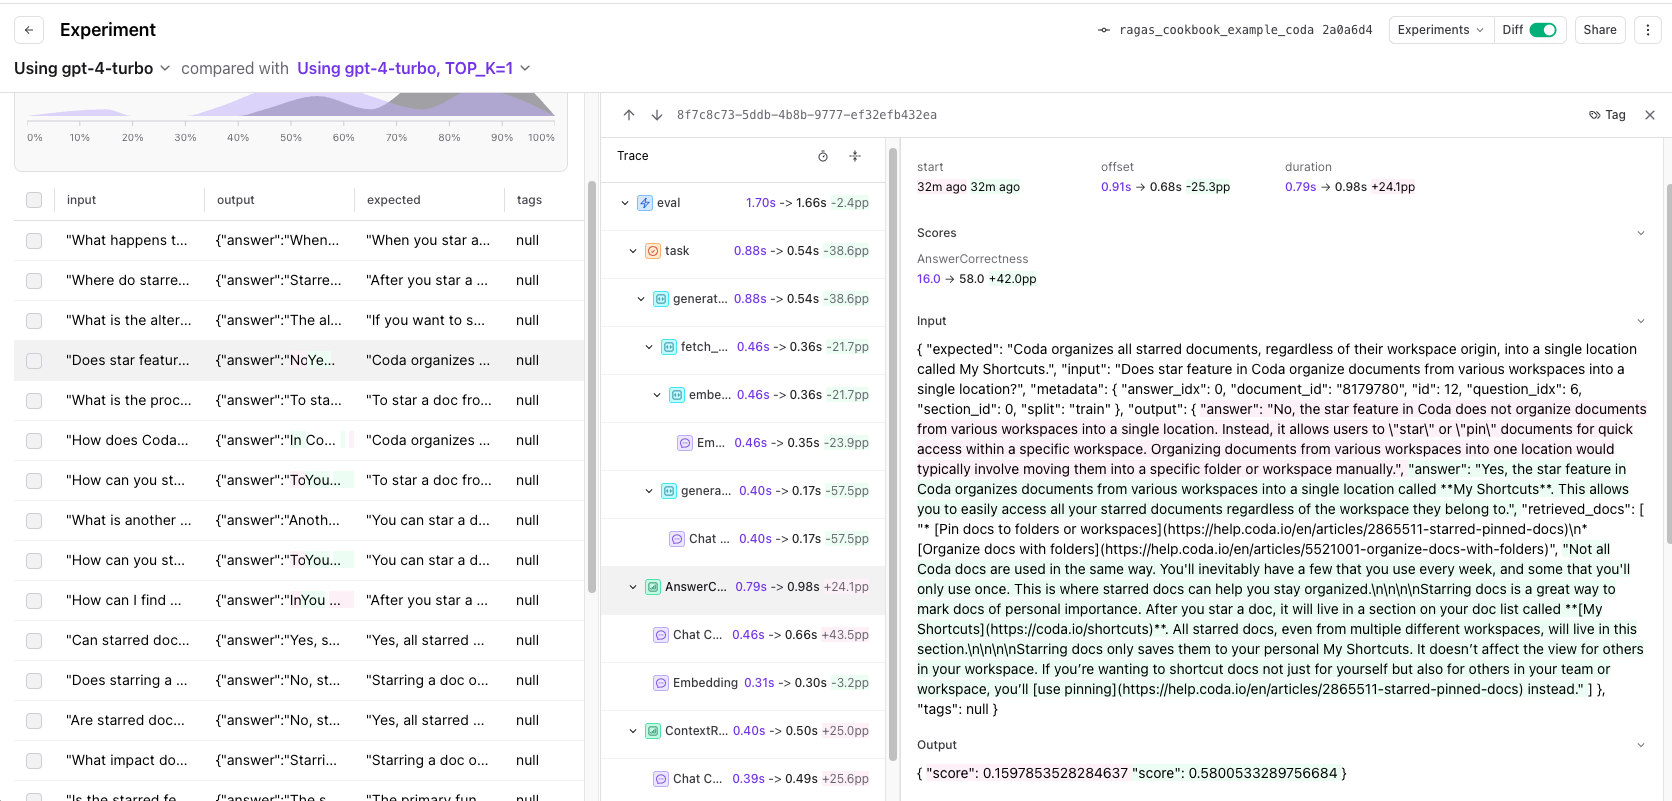 Experiment
ragas_cookbook_example_coda 2a0a6d4
Experiments
Diff
Share
Using gpt-4-turbo compared with Using gpt-4-turbo, TOP_K=1
0% 10% 20% 30% 40% 50% 60% 70% 80% 90% 100%
input output expected tags
"What happens t... {"answer":"When... "When you star a... null
"Where do starre... {"answer":"Starre... "After you star a ... null
"What is the alter... {"answer":"The al... "If you want to s... null
"Does star featur... {"answer":"NoYe... "Coda organizes ... null
"What is the proc... {"answer":"To sta... "To star a doc fro... null
"How does Coda... {"answer":"In Co... "Coda organizes ... null
"How can you st... {"answer":"ToYou... "To star a doc fro... null
"What is another ... {"answer":"Anoth... "You can star a d... null
"How can you st... {"answer":"ToYou... "You can star a d... null
"How can I find ... {"answer":"InYou ... "After you star a ... null
"Can starred doc... {"answer":"Yes, s... "Yes, all starred ... null
"Does starring a ... {"answer":"No, st... "Starring a doc o... null
"Are starred doc... {"answer":"No, st... "Yes, all starred ... null
"What impact do... {"answer":"Starri... "Starring a doc o... null
"Is the starred fe... {"answer":"The s... "The primary fun... null
8f7c8c73-5ddb-4b8b-9777-ef32efb432ea
Tag
Trace
eval 1.70s -> 1.66s -2.4pp
task 0.88s -> 0.54s -38.6pp
generat... 0.88s -> 0.54s -38.6pp
fetch_... 0.46s -> 0.36s -21.7pp
embe... 0.46s -> 0.36s -21.7pp
Em... 0.46s -> 0.35s -23.9pp
genera... 0.40s -> 0.17s -57.5pp
Chat ... 0.40s -> 0.17s -57.5pp
AnswerC... 0.79s -> 0.98s +24.1pp
Chat C... 0.46s -> 0.66s +43.5pp
Embedding 0.31s -> 0.30s -3.2pp
ContextR... 0.40s -> 0.50s +25.0pp
Chat C... 0.39s -> 0.49s +25.6pp
start offset duration
32m ago 32m ago 0.91s → 0.68s -25.3pp 0.79s → 0.98s +24.1pp
Scores
AnswerCorrectness
16.0 → 58.0 +42.0pp
Input
{ "expected": "Coda organizes all starred documents, regardless of their workspace origin, into a single location
called My Shortcuts.", "input": "Does star feature in Coda organize documents from various workspaces into a
single location?", "metadata": { "answer_idx": 0, "document_id": "8179780", "id": 12, "question_idx": 6,
"section_id": 0, "split": "train" }, "output": { "answer": "No, the star feature in Coda does not organize documents
from various workspaces into a single location. Instead, it allows users to \"star\" or \"pin\" documents for quick
access within a specific workspace. Organizing documents from various workspaces into one location would
typically involve moving them into a specific folder or workspace manually.", "answer": "Yes, the star feature in
Coda organizes documents from various workspaces into a single location called **My Shortcuts**. This allows
you to easily access all your starred documents regardless of the workspace they belong to.", "retrieved_docs": [
"* [Pin docs to folders or workspaces](https://help.coda.io/en/articles/2865511-starred-pinned-docs)\n*
[Organize docs with folders](https://help.coda.io/en/articles/5521001-organize-docs-with-folders)", "Not all
Coda docs are used in the same way. You'll inevitably have a few that you use every week, and some that you'll
only use once. This is where starred docs can help you stay organized.\n\n\n\nStarring docs is a great way to
mark docs of personal importance. After you star a doc, it will live in a section on your doc list called **[My
Shortcuts](https://coda.io/shortcuts)**. All starred docs, even from multiple different workspaces, will live in this
section.\n\n\n\nStarring docs only saves them to your personal My Shortcuts. It doesn’t affect the view for others
in your workspace. If you’re wanting to shortcut docs not just for yourself but also for others in your team or
workspace, you’ll [use pinning](https://help.coda.io/en/articles/2865511-starred-pinned-docs) instead." ] },
"tags": null }
Output
{ "score": 0.1597853528284637 "score": 0.5800533289756684 }